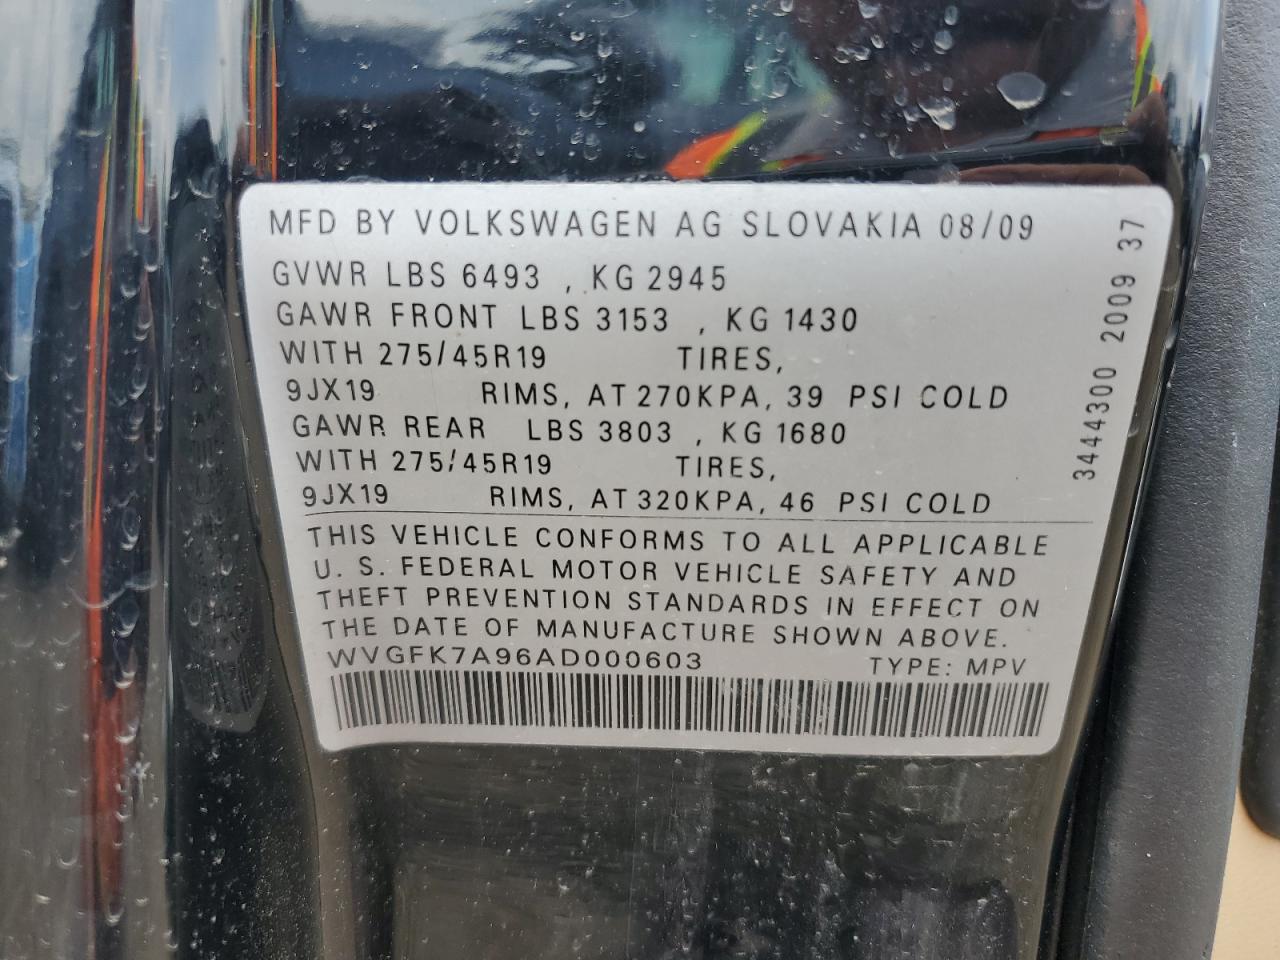 MFD BY VOLKSWAGEN AG SLOVAKIA 08/09
GVWR LBS 6493 , KG 2945
GAWR FRONT LBS 3153 , KG 1430
WITH 275/45R19 TIRES,
9JX19 RIMS, AT 270KPA, 39 PSI COLD
GAWR REAR LBS 3803 , KG 1680
WITH 275/45R19 TIRES,
9JX19 RIMS, AT 320KPA, 46 PSI COLD
THIS VEHICLE CONFORMS TO ALL APPLICABLE
U. S. FEDERAL MOTOR VEHICLE SAFETY AND
THEFT PREVENTION STANDARDS IN EFFECT ON
THE DATE OF MANUFACTURE SHOWN ABOVE.
WVGFK7A96AD000603 TYPE: MPV
3444300 2009 37